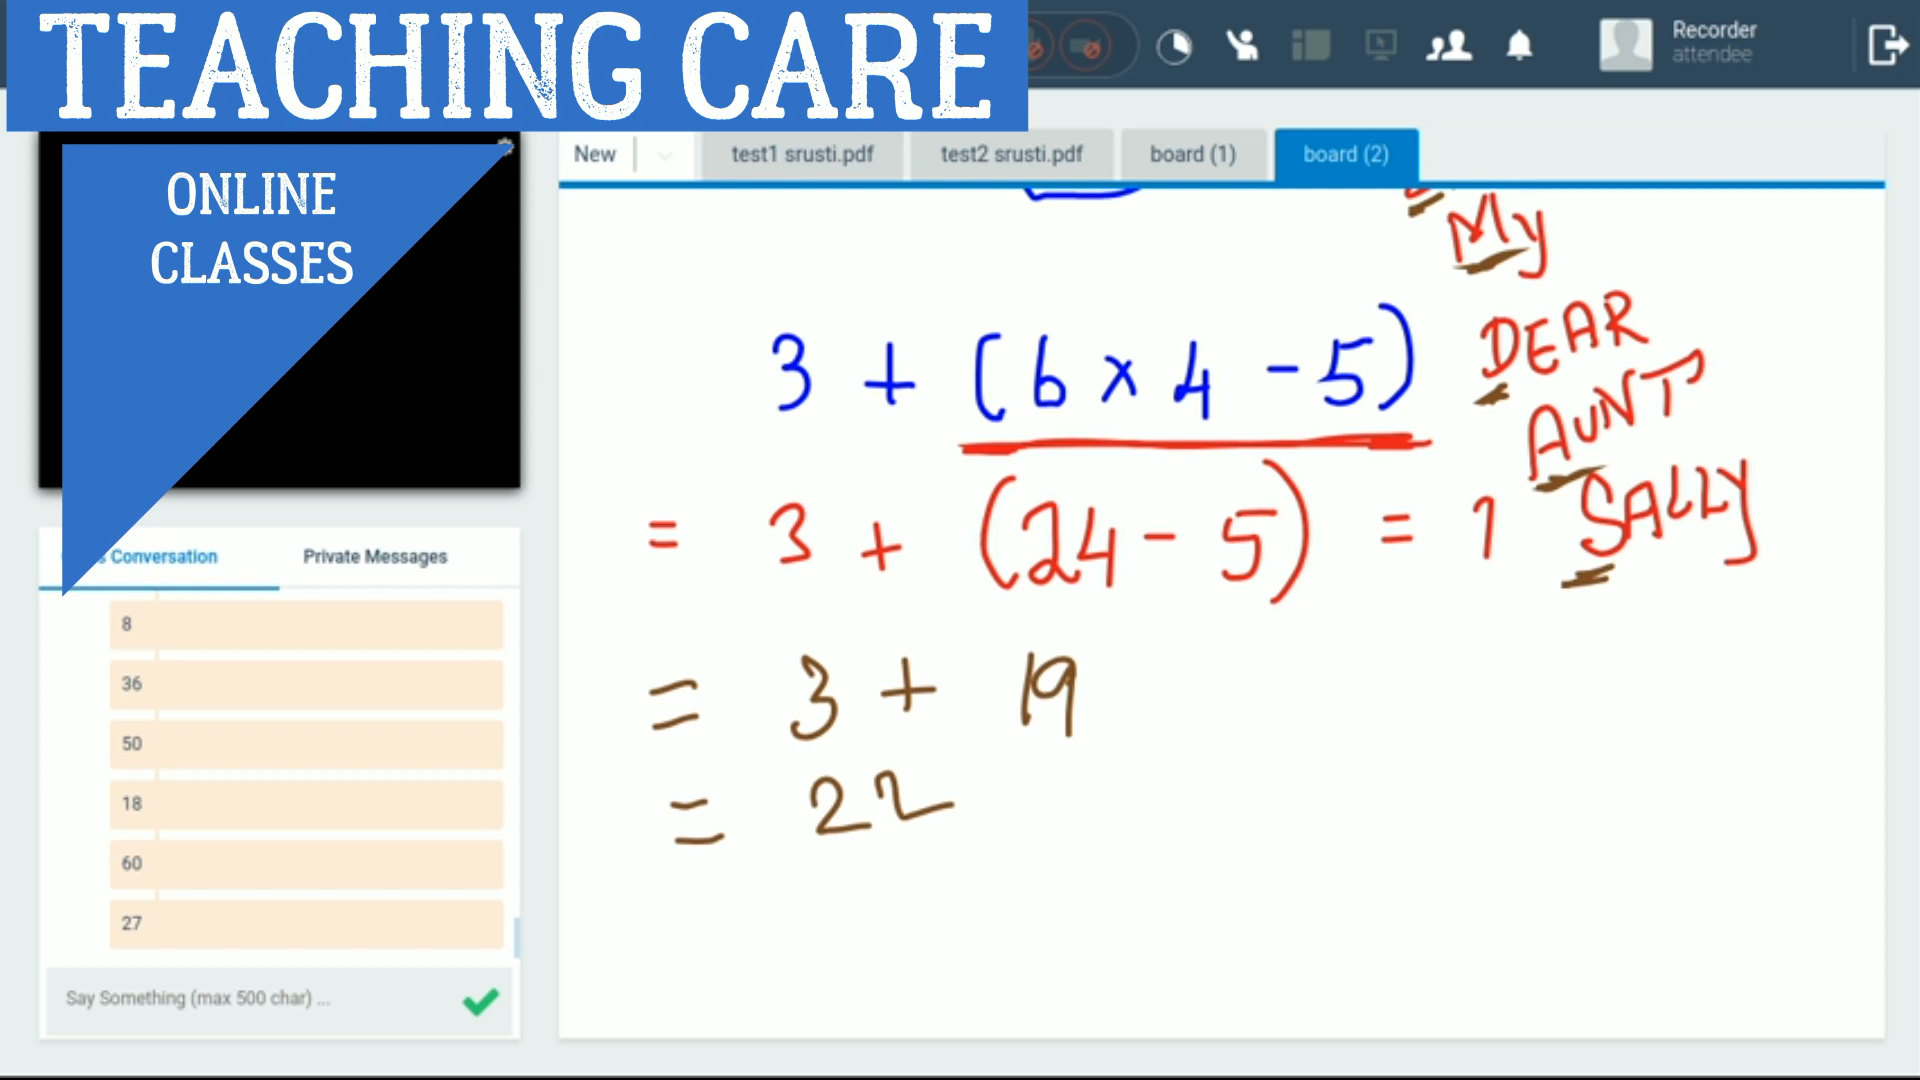 TEACHING CARE
ONLINE
CLASSES
Recorder
attendee
New
test1 srusti.pdf
test2 srusti.pdf
board (1)
board (2)
Conversation
Private Messages
8
36
50
18
60
27
Say Something (max 500 char) ...
My
DEAR
AUNT
SALLY
3 + (6 × 4 - 5)
= 3 + (24 - 5) = 1
= 3 + 19
= 22